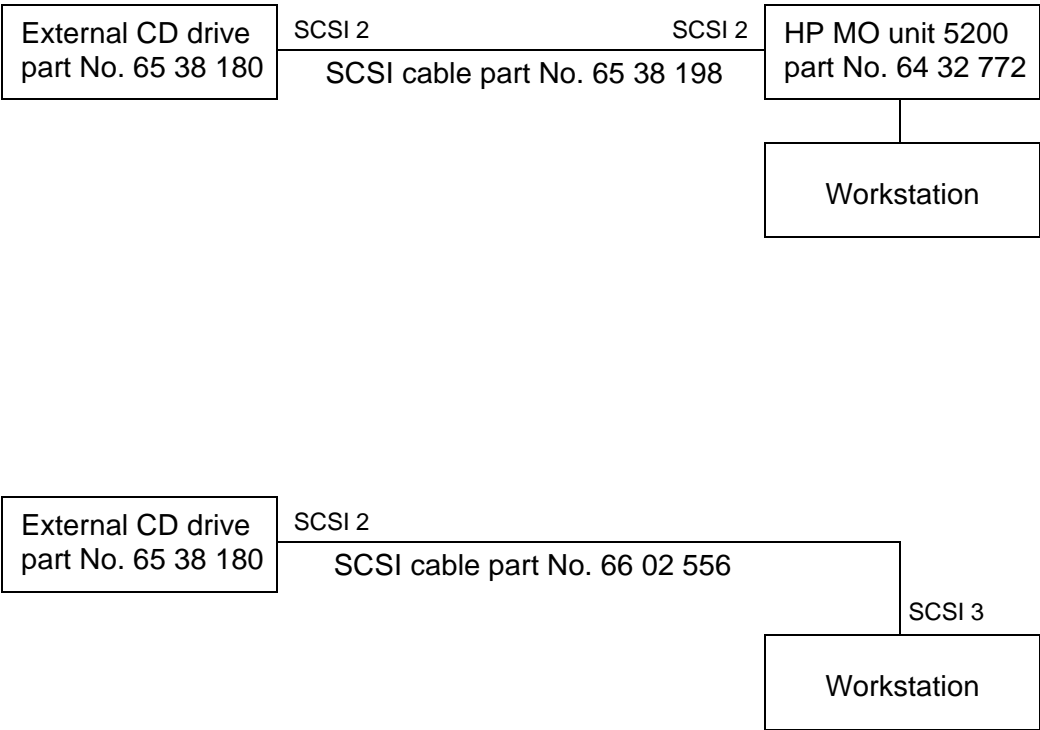 External CD drive
part No. 65 38 180
SCSI 2
SCSI 2
SCSI cable part No. 65 38 198
HP MO unit 5200
part No. 64 32 772
Workstation
External CD drive
part No. 65 38 180
SCSI 2
SCSI cable part No. 66 02 556
SCSI 3
Workstation